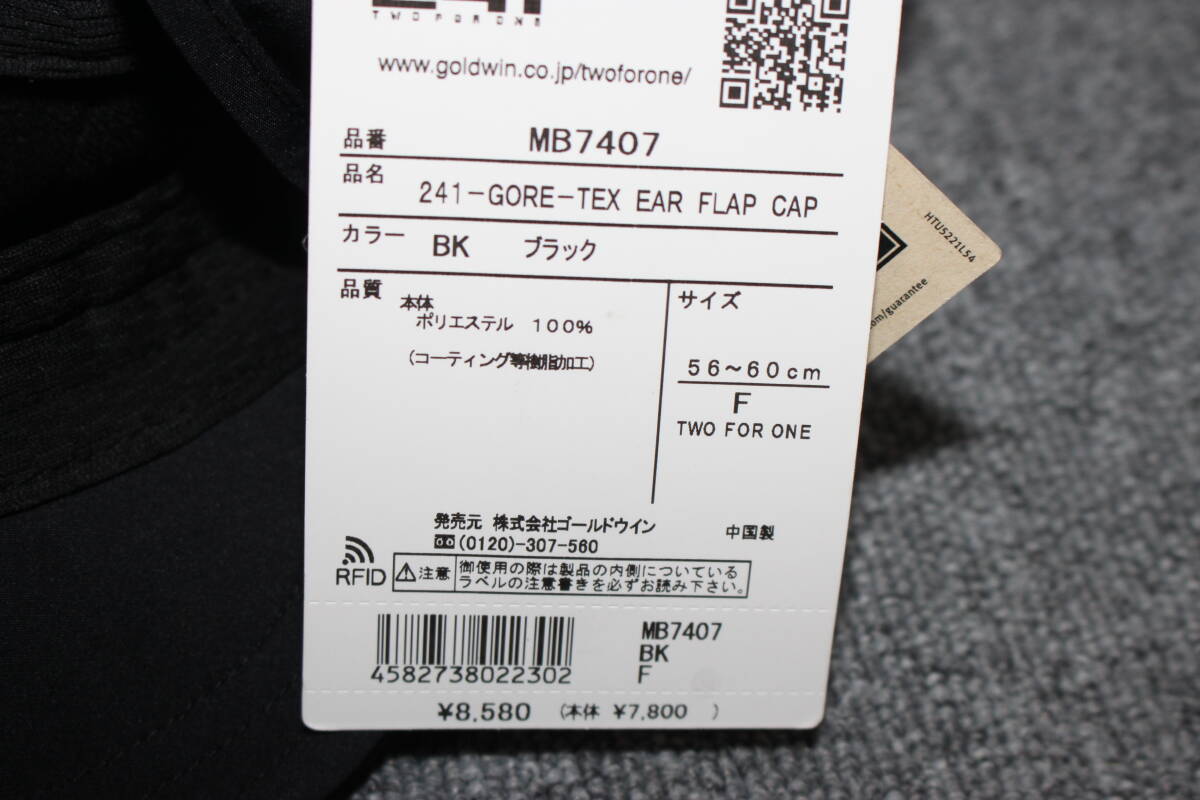 TWO FOR ONE
www.goldwin.co.jp/twoforone/
品番 MB7407
品名 241-GORE-TEX EAR FLAP CAP
カラー BK ブラック
品質 本体
ポリエステル 100%
(コーティング等樹脂加工)
サイズ
56~60cm
F
TWO FOR ONE
発売元 株式会社ゴールドウイン
(0120)-307-560
中国製
RFID
注意 御使用の際は製品の内側についている
ラベルの注意書きを必ずお読み下さい。
4582738022302
MB7407
BK
F
¥8,580 (本体 ¥7,800 )
HTU5221L54
com/guarantee